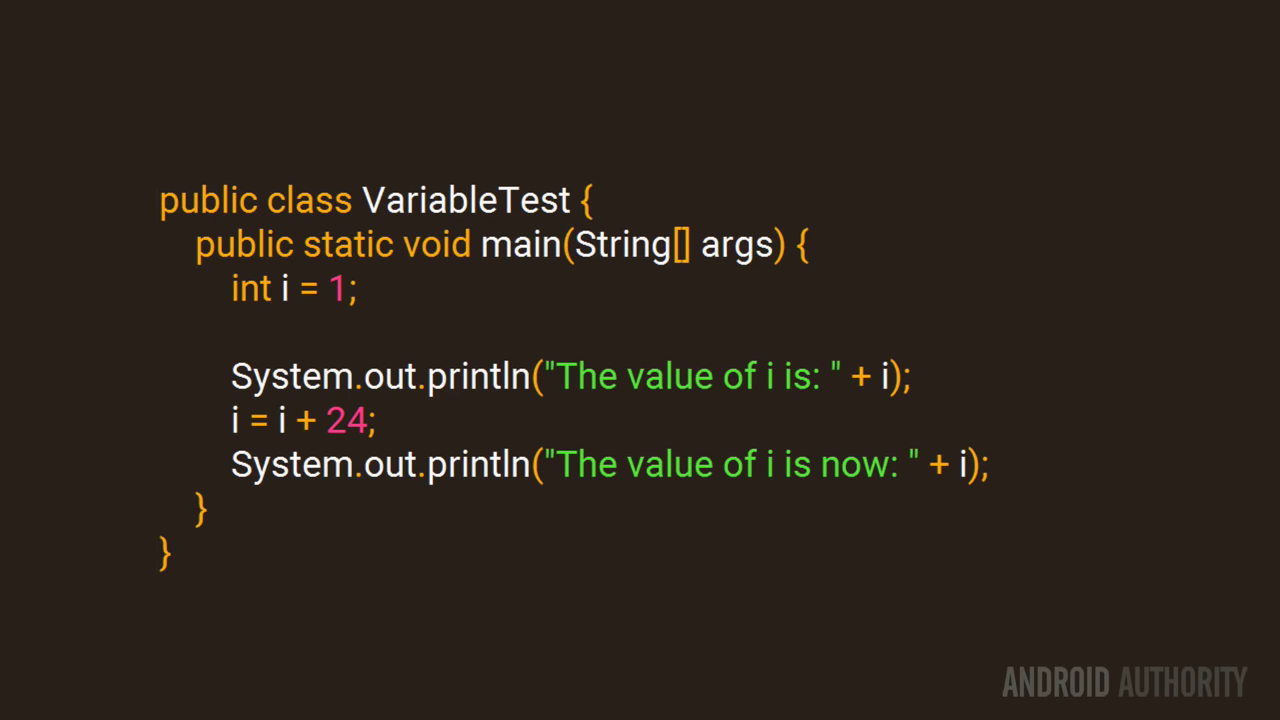 public class VariableTest {
public static void main(String[] args) {
int i = 1;
System.out.println("The value of i is: " + i);
i = i + 24;
System.out.println("The value of i is now: " + i);
}
}
ANDROID AUTHORITY